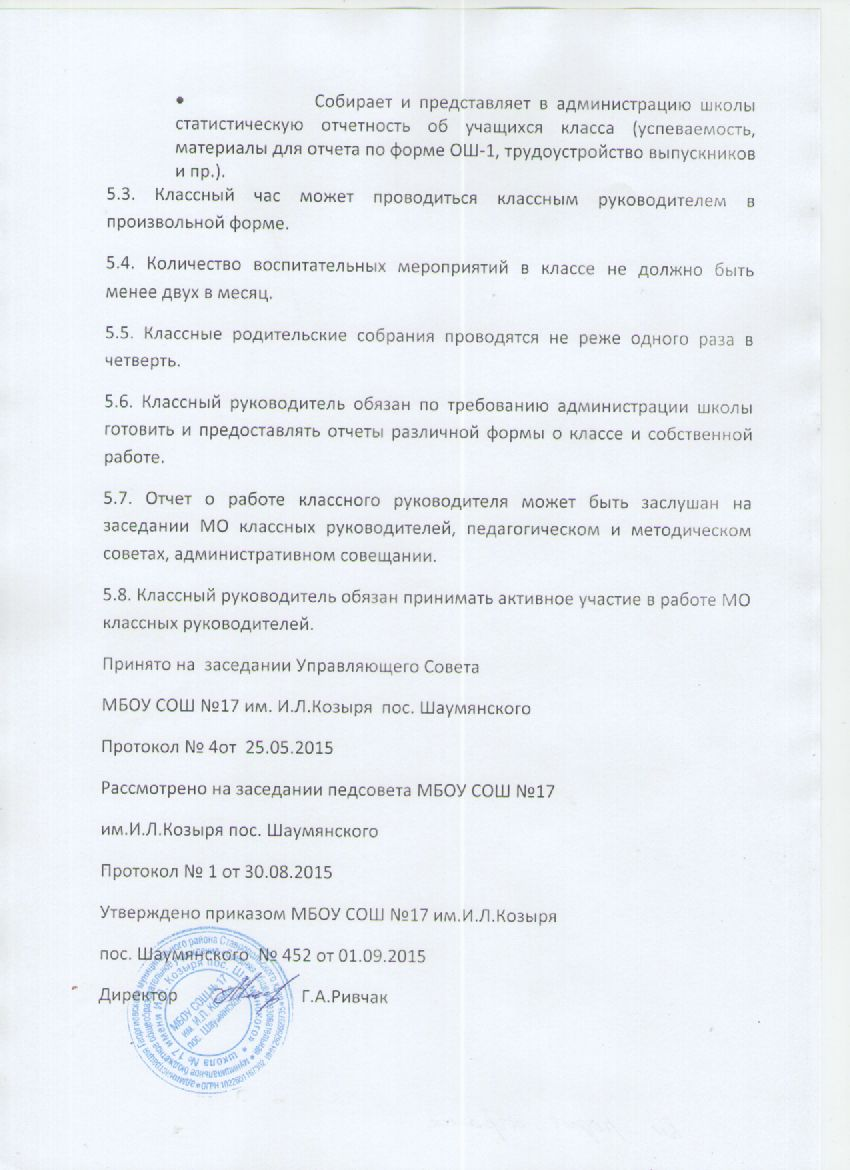 • Собирает и представляет в администрацию школы
статистическую отчетность об учащихся класса (успеваемость,
материалы для отчета по форме ОШ-1, трудоустройство выпускников
и пр.).
5.3. Классный час может проводиться классным руководителем в
произвольной форме.
5.4. Количество воспитательных мероприятий в классе не должно быть
менее двух в месяц.
5.5. Классные родительские собрания проводятся не реже одного раза в
четверть.
5.6. Классный руководитель обязан по требованию администрации школы
готовить и предоставлять отчеты различной формы о классе и собственной
работе.
5.7. Отчет о работе классного руководителя может быть заслушан на
заседании МО классных руководителей, педагогическом и методическом
советах, административном совещании.
5.8. Классный руководитель обязан принимать активное участие в работе МО
классных руководителей.
Принято на заседании Управляющего Совета
МБОУ СОШ №17 им. И.Л.Козыря пос. Шаумянского
Протокол № 4от 25.05.2015
Рассмотрено на заседании педсовета МБОУ СОШ №17
им.И.Л.Козыря пос. Шаумянского
Протокол № 1 от 30.08.2015
Утверждено приказом МБОУ СОШ №17 им.И.Л.Козыря
пос. Шаумянского № 452 от 01.09.2015
Директор Г.А.Ривчак
МБОУ СОШ № 17
им И.Л. Козыря
пос. Шаумянского